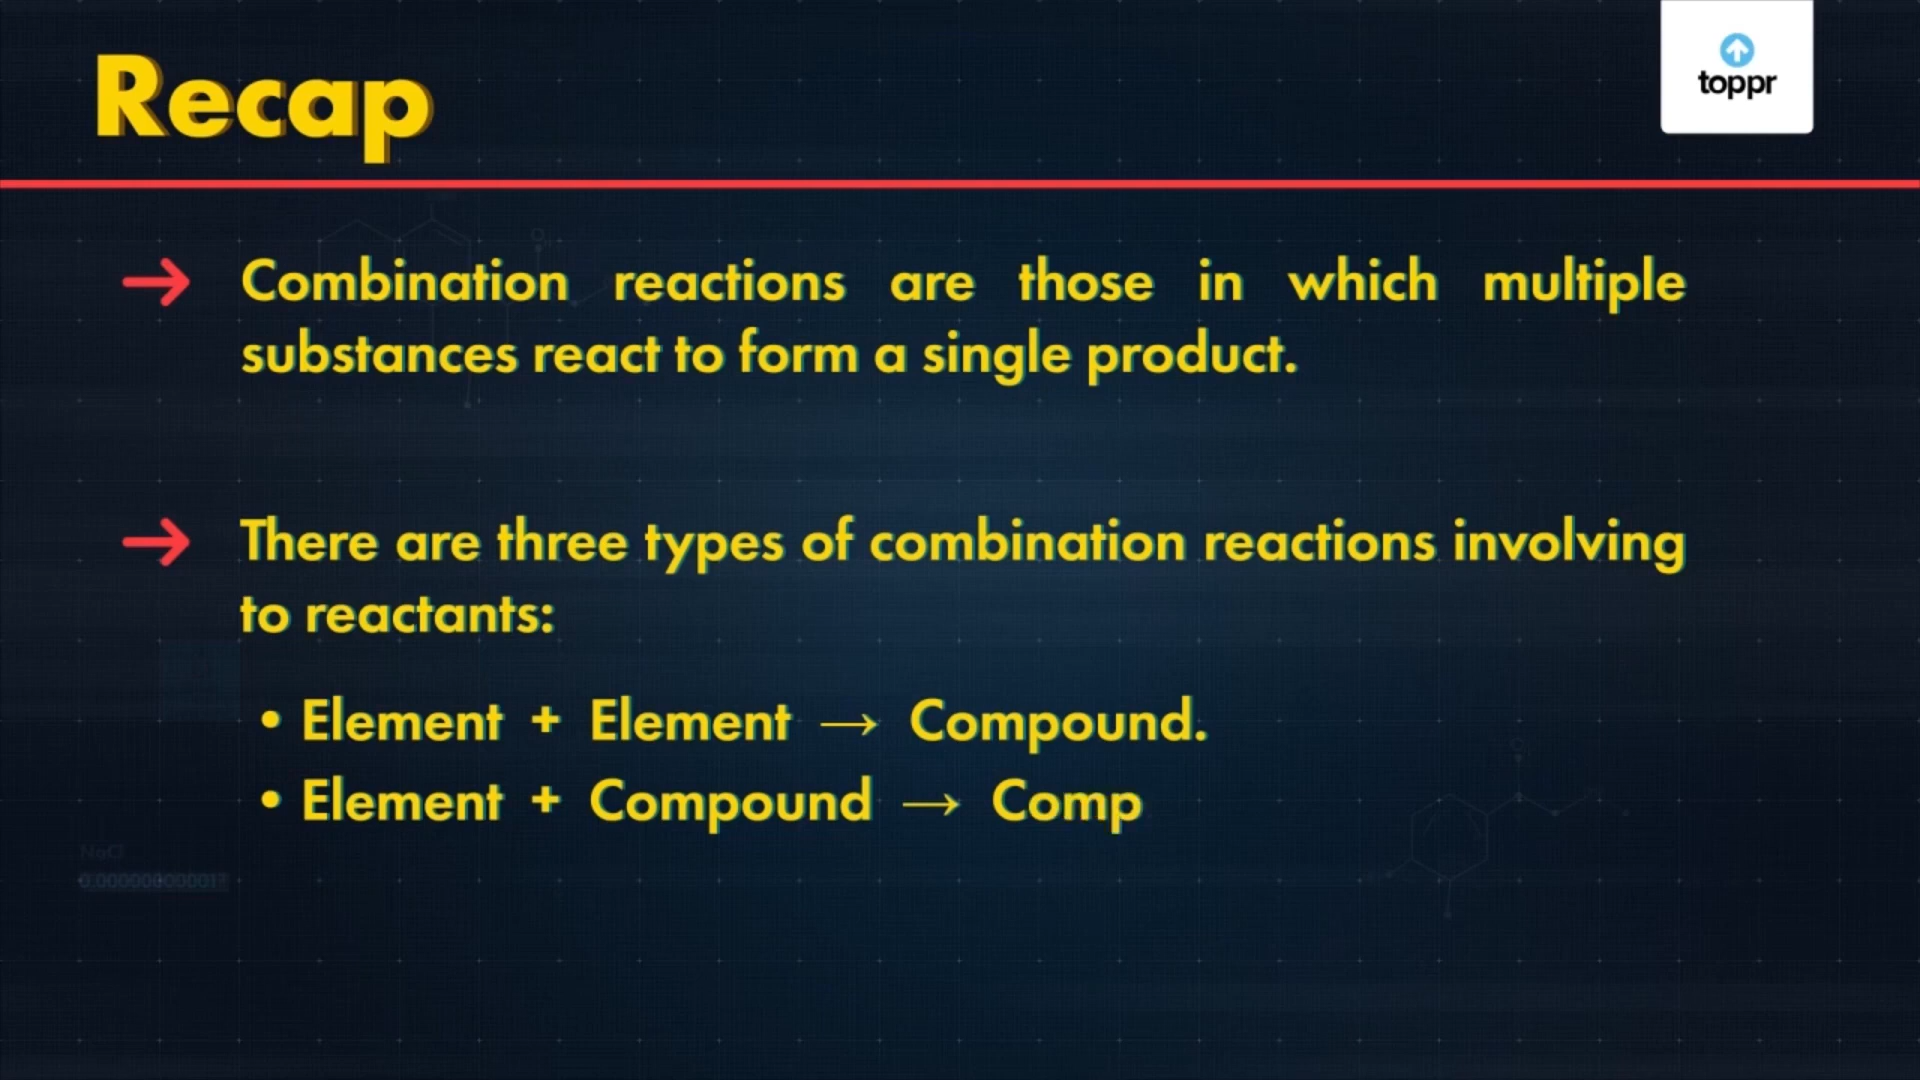 Recap
toppr
Combination reactions are those in which multiple
substances react to form a single product.
There are three types of combination reactions involving
to reactants:
• Element + Element → Compound.
• Element + Compound → Comp
NaCl